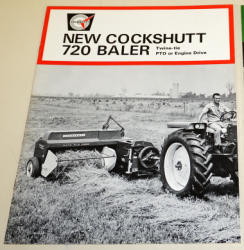 NEW COCKSHUTT
720 BALER Twine-tie
PTO or Engine Drive